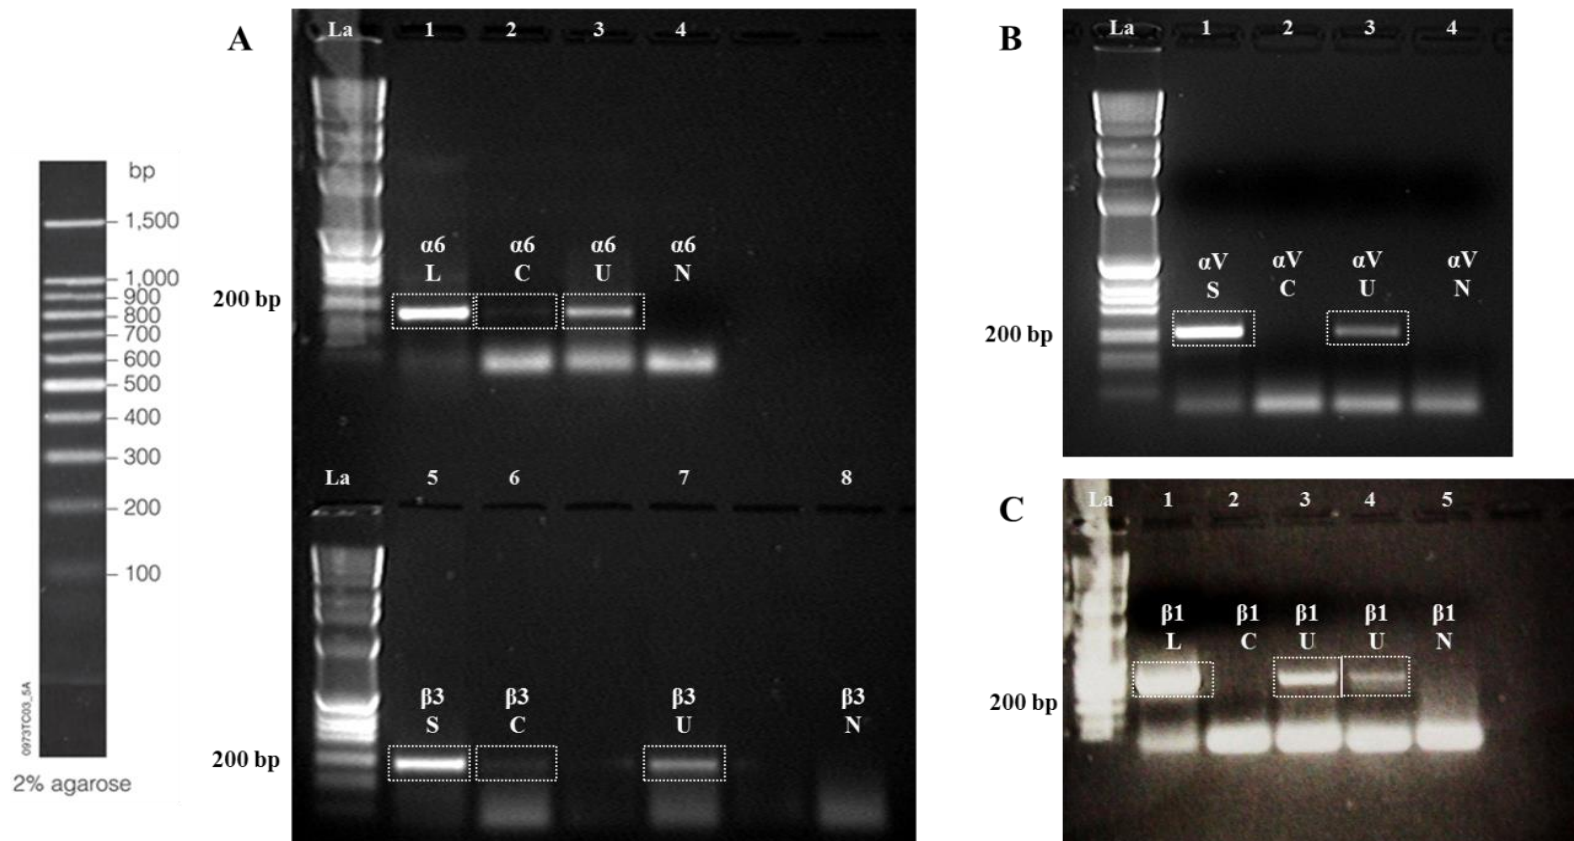 bp
1,500
1,000
900
800
700
600
500
400
300
200
100
0973TC03_5A
2% agarose
A
La 1 2 3 4
α6 α6 α6 α6
L C U N
200 bp
La 5 6 7 8
β3 β3 β3 β3
S C U N
200 bp
B
La 1 2 3 4
αV αV αV αV
S C U N
200 bp
C
La 1 2 3 4 5
β1 β1 β1 β1 β1
L C U U N
200 bp